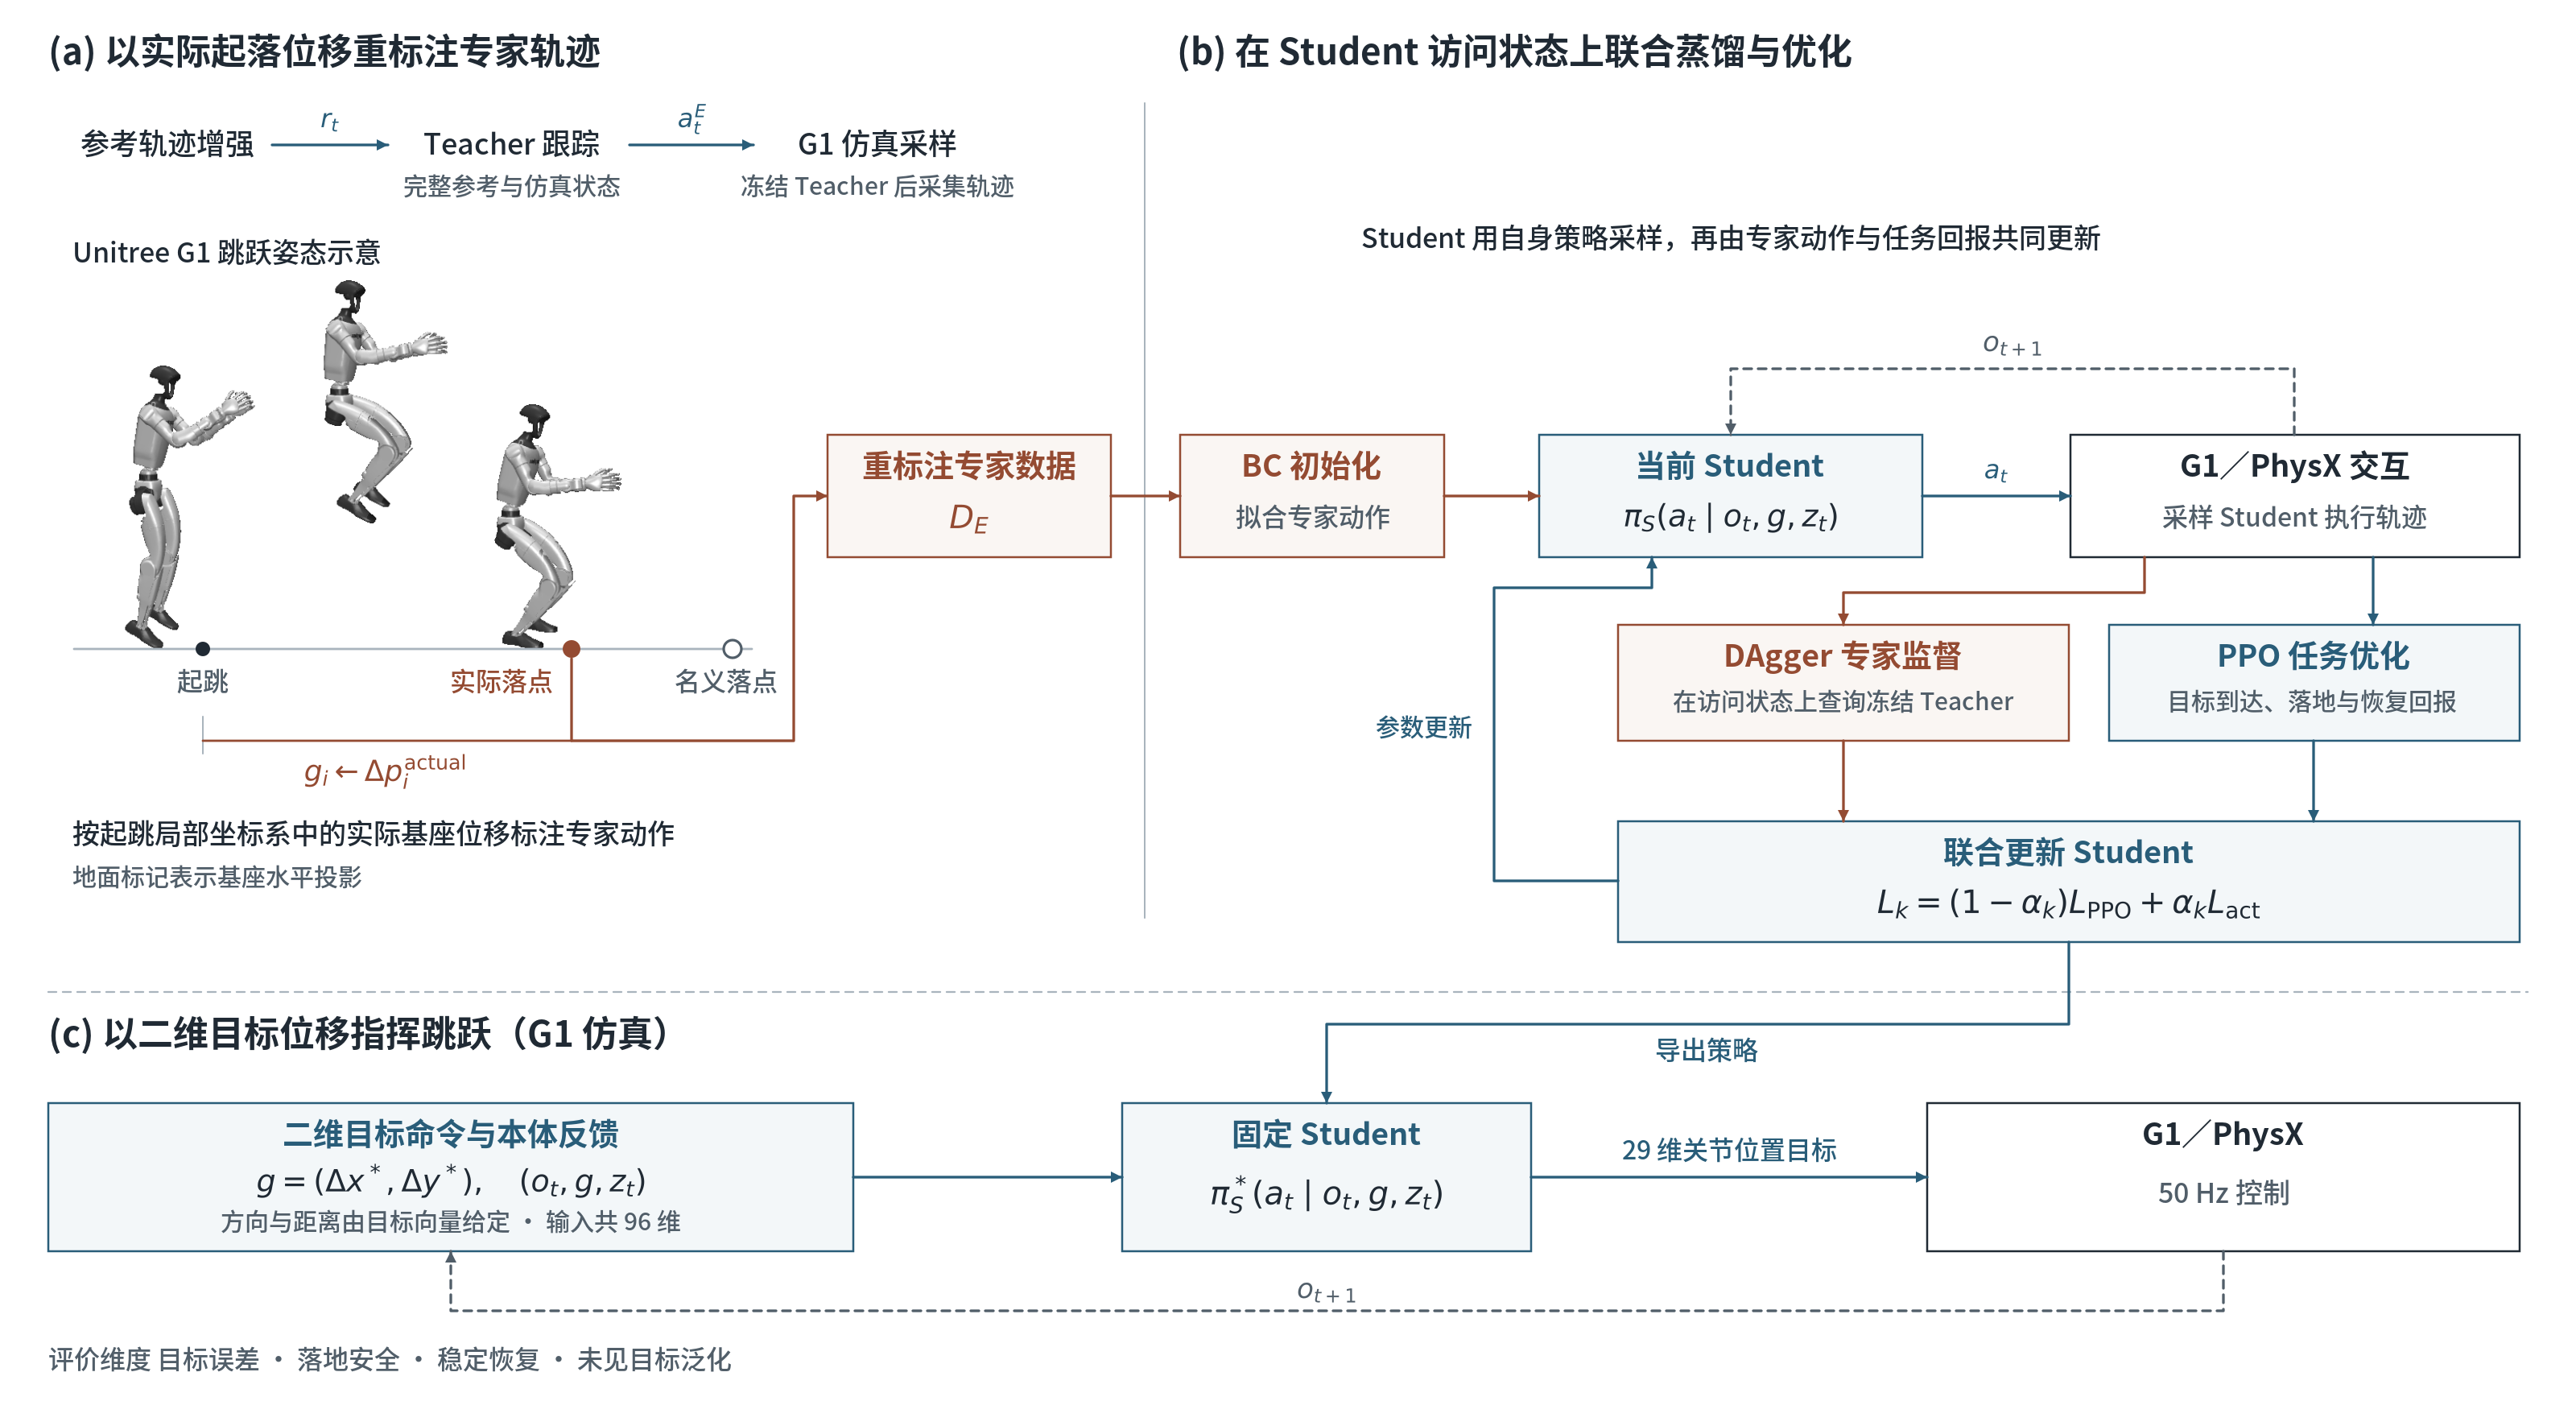 (a) 以实际起落位移重标注专家轨迹
参考轨迹增强
r_t
Teacher 跟踪
完整参考与仿真状态
a_t^E
G1 仿真采样
冻结 Teacher 后采集轨迹
Unitree G1 跳跃姿态示意
起跳
实际落点
名义落点
g_i ← Δp_i^actual
按起跳局部坐标系中的实际基座位移标注专家动作
地面标记表示基座水平投影
重标注专家数据
D_E
(b) 在 Student 访问状态上联合蒸馏与优化
Student 用自身策略采样，再由专家动作与任务回报共同更新
o_{t+1}
BC 初始化
拟合专家动作
当前 Student
π_S(a_t | o_t, g, z_t)
a_t
G1／PhysX 交互
采样 Student 执行轨迹
DAgger 专家监督
在访问状态上查询冻结 Teacher
PPO 任务优化
目标到达、落地与恢复回报
参数更新
联合更新 Student
L_k = (1 − α_k)L_PPO + α_k L_act
(c) 以二维目标位移指挥跳跃（G1 仿真）
导出策略
二维目标命令与本体反馈
g = (Δx*, Δy*), (o_t, g, z_t)
方向与距离由目标向量给定 • 输入共 96 维
固定 Student
π_S^*(a_t | o_t, g, z_t)
29 维关节位置目标
G1／PhysX
50 Hz 控制
o_{t+1}
评价维度 目标误差 • 落地安全 • 稳定恢复 • 未见目标泛化